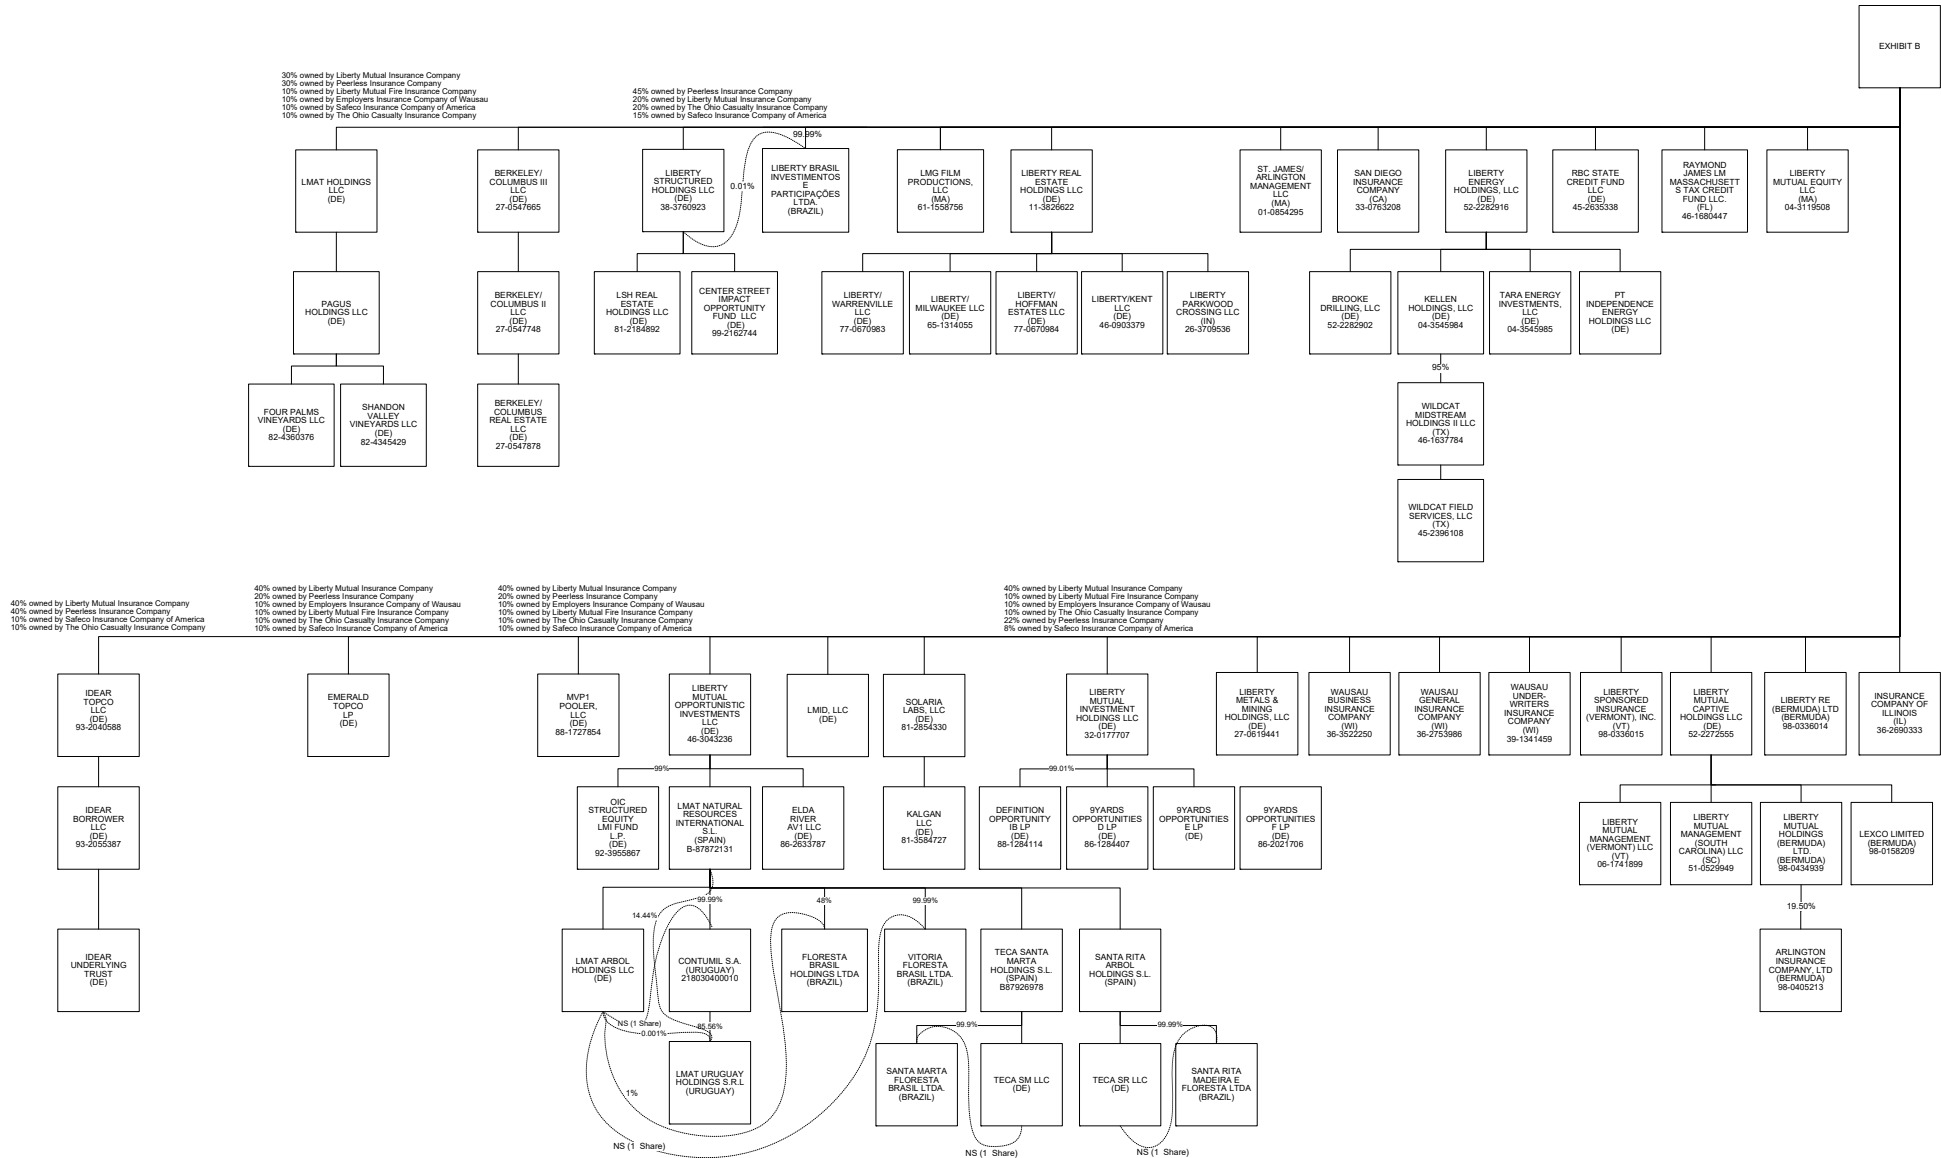 EXHIBIT B
30% owned by Liberty Mutual Insurance Company
30% owned by Peerless Insurance Company
10% owned by Liberty Mutual Fire Insurance Company
10% owned by Employers Insurance Company of Wausau
10% owned by Safeco Insurance Company of America
10% owned by The Ohio Casualty Insurance Company
45% owned by Peerless Insurance Company
20% owned by Liberty Mutual Insurance Company
20% owned by The Ohio Casualty Insurance Company
15% owned by Safeco Insurance Company of America
LMAT HOLDINGS
LLC
(DE)
BERKELEY/
COLUMBUS III
LLC
(DE)
27-0547665
LIBERTY
STRUCTURED
HOLDINGS LLC
(DE)
38-3760923
0.01%
99.99%
LIBERTY BRASIL
INVESTIMENTOS
E
PARTICIPAÇÕES
LTDA.
(BRAZIL)
LMG FILM
PRODUCTIONS,
LLC
(MA)
61-1558756
LIBERTY REAL
ESTATE
HOLDINGS LLC
(DE)
11-3826622
ST. JAMES/
ARLINGTON
MANAGEMENT
LLC
(MA)
01-0854295
SAN DIEGO
INSURANCE
COMPANY
(CA)
33-0763208
LIBERTY
ENERGY
HOLDINGS, LLC
(DE)
52-2282916
RBC STATE
CREDIT FUND
LLC
(DE)
45-2635338
RAYMOND
JAMES LM
MASSACHUSETT
S TAX CREDIT
FUND LLC.
(FL)
46-1680447
LIBERTY
MUTUAL EQUITY
LLC
(MA)
04-3119508
PAGUS
HOLDINGS LLC
(DE)
BERKELEY/
COLUMBUS II
LLC
(DE)
27-0547748
LSH REAL
ESTATE
HOLDINGS LLC
(DE)
81-2184892
CENTER STREET
IMPACT
OPPORTUNITY
FUND LLC
(DE)
99-2162744
LIBERTY/
WARRENVILLE
LLC
(DE)
77-0670983
LIBERTY/
MILWAUKEE LLC
(DE)
65-1314055
LIBERTY/
HOFFMAN
ESTATES LLC
(DE)
77-0670984
LIBERTY/KENT
LLC
(DE)
46-0903379
LIBERTY
PARKWOOD
CROSSING LLC
(IN)
26-3709536
BROOKE
DRILLING, LLC
(DE)
52-2282902
KELLEN
HOLDINGS, LLC
(DE)
04-3545984
TARA ENERGY
INVESTMENTS,
LLC
(DE)
04-3545985
PT
INDEPENDENCE
ENERGY
HOLDINGS LLC
(DE)
95%
FOUR PALMS
VINEYARDS LLC
(DE)
82-4360376
SHANDON
VALLEY
VINEYARDS LLC
(DE)
82-4345429
BERKELEY/
COLUMBUS
REAL ESTATE
LLC
(DE)
27-0547878
WILDCAT
MIDSTREAM
HOLDINGS II LLC
(TX)
46-1637784
WILDCAT FIELD
SERVICES, LLC
(TX)
45-2396108
40% owned by Liberty Mutual Insurance Company
40% owned by Peerless Insurance Company
10% owned by Safeco Insurance Company of America
10% owned by The Ohio Casualty Insurance Company
40% owned by Liberty Mutual Insurance Company
20% owned by Peerless Insurance Company
10% owned by Employers Insurance Company of Wausau
10% owned by Liberty Mutual Fire Insurance Company
10% owned by The Ohio Casualty Insurance Company
10% owned by Safeco Insurance Company of America
40% owned by Liberty Mutual Insurance Company
20% owned by Peerless Insurance Company
10% owned by Employers Insurance Company of Wausau
10% owned by Liberty Mutual Fire Insurance Company
10% owned by The Ohio Casualty Insurance Company
10% owned by Safeco Insurance Company of America
40% owned by Liberty Mutual Insurance Company
10% owned by Liberty Mutual Fire Insurance Company
10% owned by Employers Insurance Company of Wausau
10% owned by The Ohio Casualty Insurance Company
22% owned by Peerless Insurance Company
8% owned by Safeco Insurance Company of America
IDEAR
TOPCO
LLC
(DE)
93-2040588
EMERALD
TOPCO
LP
(DE)
MVP1
POOLER,
LLC
(DE)
88-1727854
LIBERTY
MUTUAL
OPPORTUNISTIC
INVESTMENTS
LLC
(DE)
46-3043236
LMID, LLC
(DE)
SOLARIA
LABS, LLC
(DE)
81-2854330
LIBERTY
MUTUAL
INVESTMENT
HOLDINGS LLC
(DE)
32-0177707
LIBERTY
METALS &
MINING
HOLDINGS, LLC
(DE)
27-0619441
WAUSAU
BUSINESS
INSURANCE
COMPANY
(WI)
36-3522250
WAUSAU
GENERAL
INSURANCE
COMPANY
(WI)
36-2753986
WAUSAU
UNDER-
WRITERS
INSURANCE
COMPANY
(WI)
39-1341459
LIBERTY
SPONSORED
INSURANCE
(VERMONT), INC.
(VT)
98-0336015
LIBERTY
MUTUAL
CAPTIVE
HOLDINGS LLC
(DE)
52-2272555
LIBERTY RE
(BERMUDA) LTD
(BERMUDA)
98-0336014
INSURANCE
COMPANY OF
ILLINOIS
(IL)
36-2690333
99%
99.01%
IDEAR
BORROWER
LLC
(DE)
93-2055387
OIC
STRUCTURED
EQUITY
LMI FUND
L.P.
(DE)
92-3955867
LMAT NATURAL
RESOURCES
INTERNATIONAL
S.L.
(SPAIN)
B-87872131
ELDA
RIVER
AV1 LLC
(DE)
86-2633787
KALGAN
LLC
(DE)
81-3584727
DEFINITION
OPPORTUNITY
IB LP
(DE)
88-1284114
9YARDS
OPPORTUNITIES
D LP
(DE)
86-1284407
9YARDS
OPPORTUNITIES
E LP
(DE)
9YARDS
OPPORTUNITIES
F LP
(DE)
86-2021706
LIBERTY
MUTUAL
MANAGEMENT
(VERMONT) LLC
(VT)
06-1741899
LIBERTY
MUTUAL
MANAGEMENT
(SOUTH
CAROLINA) LLC
(SC)
51-0529949
LIBERTY
MUTUAL
HOLDINGS
(BERMUDA)
LTD.
(BERMUDA)
98-0434939
LEXCO LIMITED
(BERMUDA)
98-0158209
14.44%
99.99%
48%
99.99%
19.50%
IDEAR
UNDERLYING
TRUST
(DE)
LMAT ARBOL
HOLDINGS LLC
(DE)
CONTUMIL S.A.
(URUGUAY)
218030400010
FLORESTA
BRASIL
HOLDINGS LTDA
(BRAZIL)
VITORIA
FLORESTA
BRASIL LTDA.
(BRAZIL)
TECA SANTA
MARTA
HOLDINGS S.L.
(SPAIN)
B87926978
SANTA RITA
ARBOL
HOLDINGS S.L.
(SPAIN)
ARLINGTON
INSURANCE
COMPANY, LTD
(BERMUDA)
98-0405213
NS (1 Share)
0.001%
85.56%
99.9%
99.99%
LMAT URUGUAY
HOLDINGS S.R.L
(URUGUAY)
SANTA MARTA
FLORESTA
BRASIL LTDA.
(BRAZIL)
TECA SM LLC
(DE)
TECA SR LLC
(DE)
SANTA RITA
MADEIRA E
FLORESTA LTDA
(BRAZIL)
1%
NS (1 Share)
NS (1 Share)
NS (1 Share)